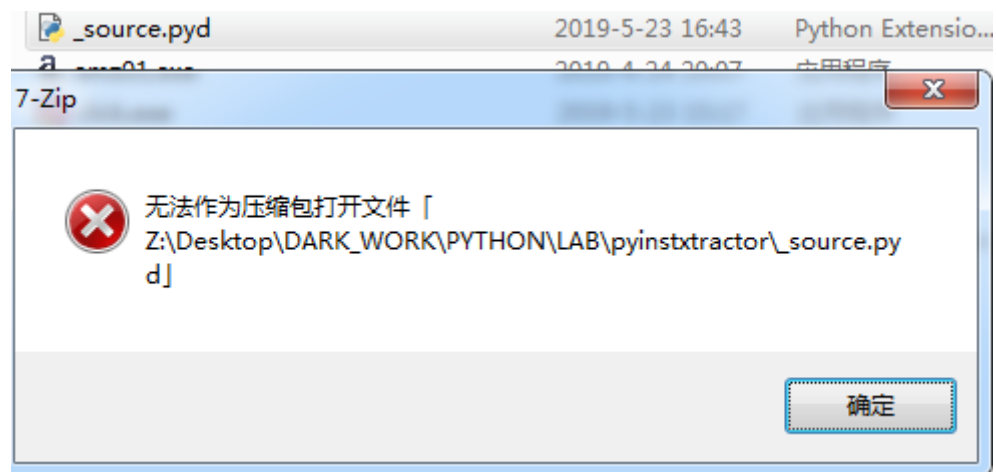 _source.pyd 2019-5-23 16:43 Python Extensio...
7-Zip
无法作为压缩包打开文件「
Z:\Desktop\DARK_WORK\PYTHON\LAB\pyinstxtractor\_source.py
d」
确定